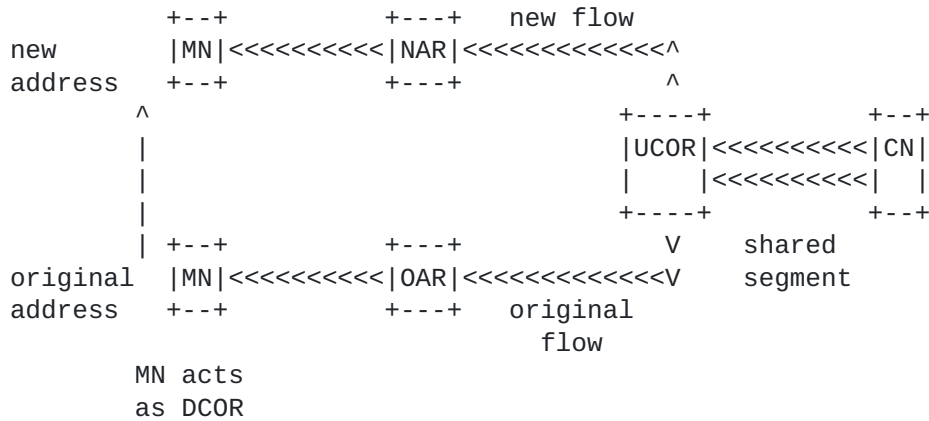 +--+          +---+   new flow
new       |MN|<<<<<<<<<<|NAR|<<<<<<<<<<<<<^
address   +--+          +---+             ^
        ^                              +----+          +--+
        |                              |UCOR|<<<<<<<<<<|CN|
        |                              |    |<<<<<<<<<<|  |
        |                              +----+          +--+
        | +--+          +---+             V    shared
original  |MN|<<<<<<<<<<|OAR|<<<<<<<<<<<<<V    segment
address   +--+          +---+   original
                                  flow
        MN acts
        as DCOR